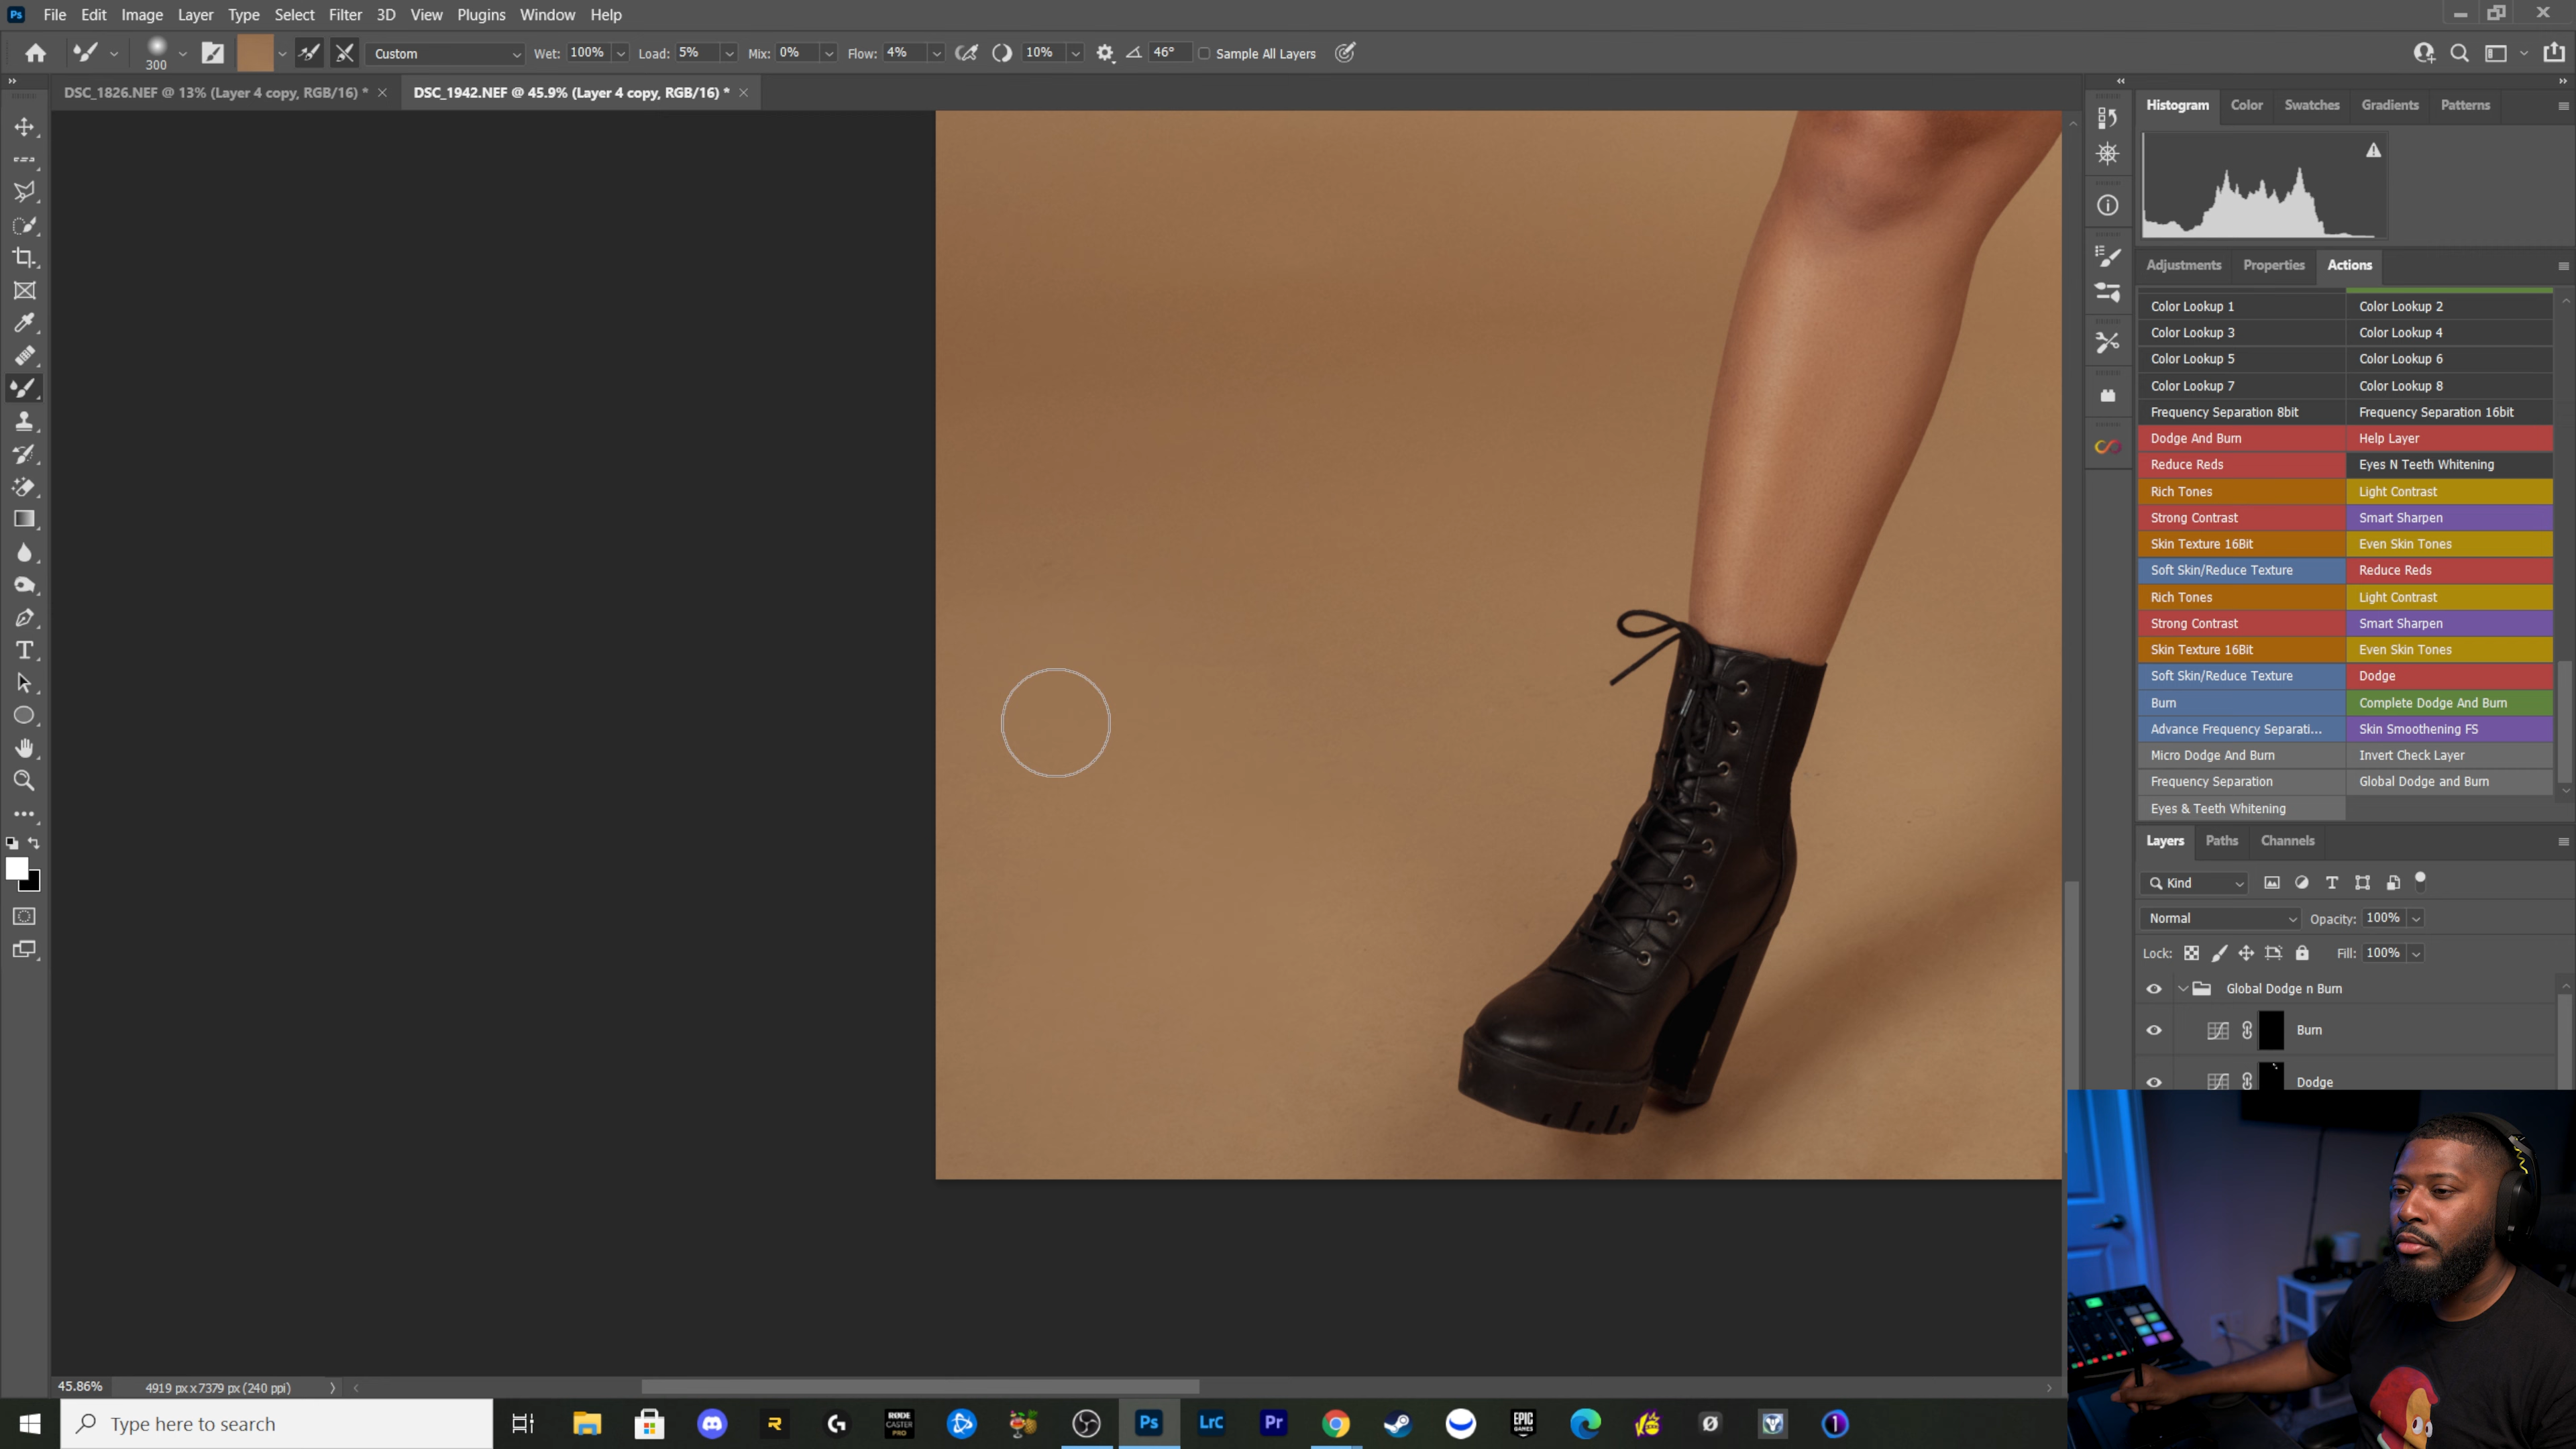 Ps File Edit Image Layer Type Select Filter 3D View Plugins Window Help
300 Custom Wet: 100% Load: 5% Mix: 0% Flow: 4% 10% 46° Sample All Layers
DSC_1826.NEF @ 13% (Layer 4 copy, RGB/16) * DSC_1942.NEF @ 45.9% (Layer 4 copy, RGB/16) *
Histogram Color Swatches Gradients Patterns
Adjustments Properties Actions
Color Lookup 1 Color Lookup 2
Color Lookup 3 Color Lookup 4
Color Lookup 5 Color Lookup 6
Color Lookup 7 Color Lookup 8
Frequency Separation 8bit Frequency Separation 16bit
Dodge And Burn Help Layer
Reduce Reds Eyes N Teeth Whitening
Rich Tones Light Contrast
Strong Contrast Smart Sharpen
Skin Texture 16Bit Even Skin Tones
Soft Skin/Reduce Texture Reduce Reds
Rich Tones Light Contrast
Strong Contrast Smart Sharpen
Skin Texture 16Bit Even Skin Tones
Soft Skin/Reduce Texture Dodge
Burn Complete Dodge And Burn
Advance Frequency Separati... Skin Smoothening FS
Micro Dodge And Burn Invert Check Layer
Frequency Separation Global Dodge and Burn
Eyes & Teeth Whitening
Layers Paths Channels
Kind
Normal Opacity: 100%
Lock: Fill: 100%
Global Dodge n Burn
Burn
Dodge
45.86% 4919 px x 7379 px (240 ppi)
Type here to search
RØDE CASTER PRO
Ps LrC Pr
EPIC GAMES